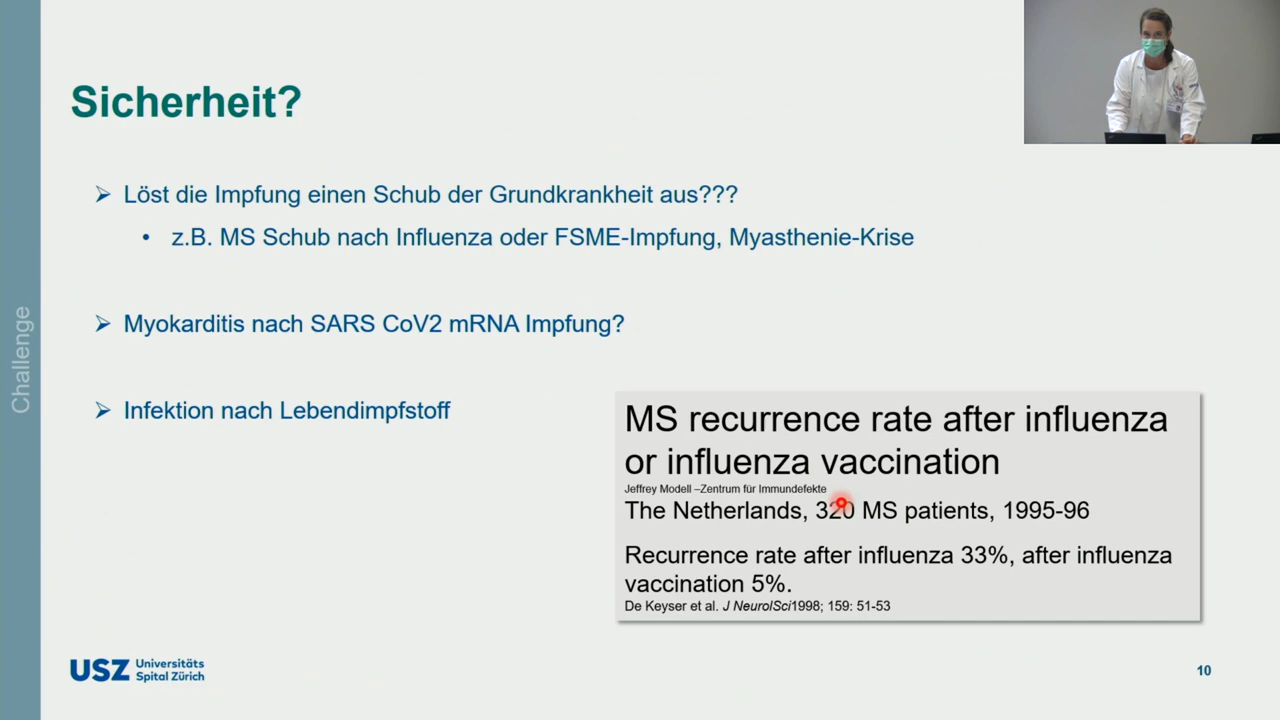 Sicherheit?
Löst die Impfung einen Schub der Grundkrankheit aus???
z.B. MS Schub nach Influenza oder FSME-Impfung, Myasthenie-Krise
Myokarditis nach SARS CoV2 mRNA Impfung?
Infektion nach Lebendimpfstoff
MS recurrence rate after influenza
or influenza vaccination
Jeffrey Modell –Zentrum für Immundefekte
The Netherlands, 320 MS patients, 1995-96
Recurrence rate after influenza 33%, after influenza
vaccination 5%.
De Keyser et al. J NeurolSci1998; 159: 51-53
Challenge
USZ Universitäts
Spital Zürich
10